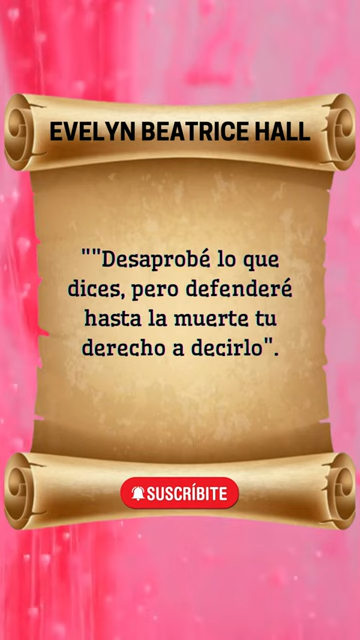 EVELYN BEATRICE HALL
""Desaprobé lo que
dices, pero defenderé
hasta la muerte tu
derecho a decirlo".
SUSCRÍBITE